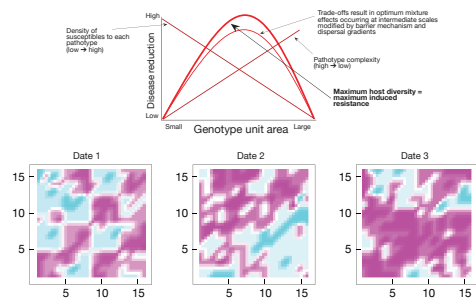 High
Density of
susceptibles to each
pathotype
(low → high)
Trade-offs result in optimum mixture
effects occurring at intermediate scales
modified by barrier mechanism and
dispersal gradients
Pathotype complexity
(high → low)
Maximum host diversity =
maximum induced
resistance
Disease reduction
Low
Small
Large
Genotype unit area
Date 1
Date 2
Date 3
15
10
5
5 10 15
15
10
5
5 10 15
15
10
5
5 10 15